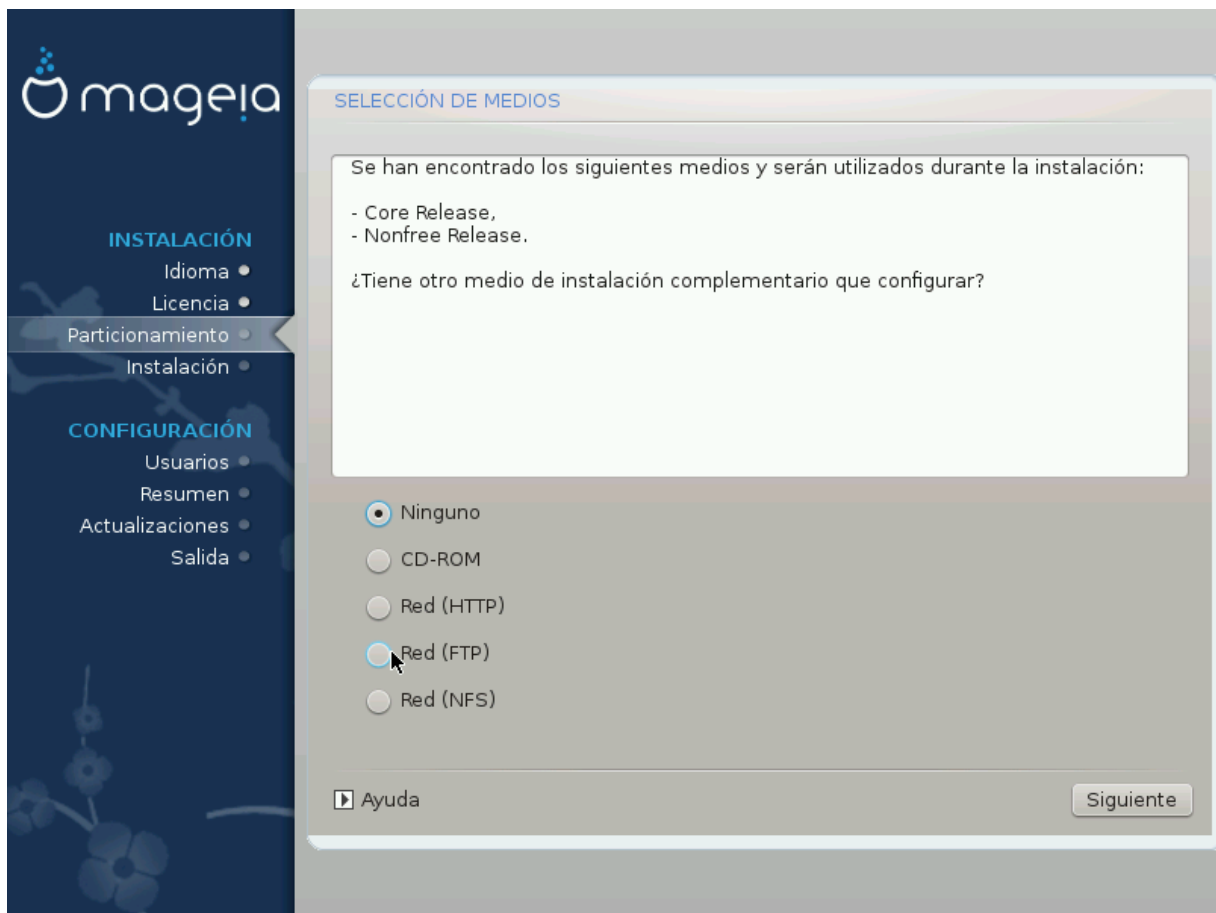 mageia
INSTALACIÓN
Idioma
Licencia
Particionamiento
Instalación
CONFIGURACIÓN
Usuarios
Resumen
Actualizaciones
Salida
SELECCIÓN DE MEDIOS
Se han encontrado los siguientes medios y serán utilizados durante la instalación:
- Core Release,
- Nonfree Release.
¿Tiene otro medio de instalación complementario que configurar?
Ninguno
CD-ROM
Red (HTTP)
Red (FTP)
Red (NFS)
Ayuda
Siguiente